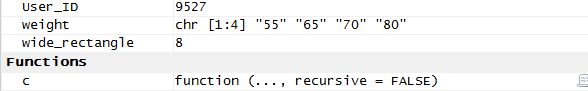 User_ID 9527
weight chr [1:4] "55" "65" "70" "80"
wide_rectangle 8
Functions
c function (..., recursive = FALSE)